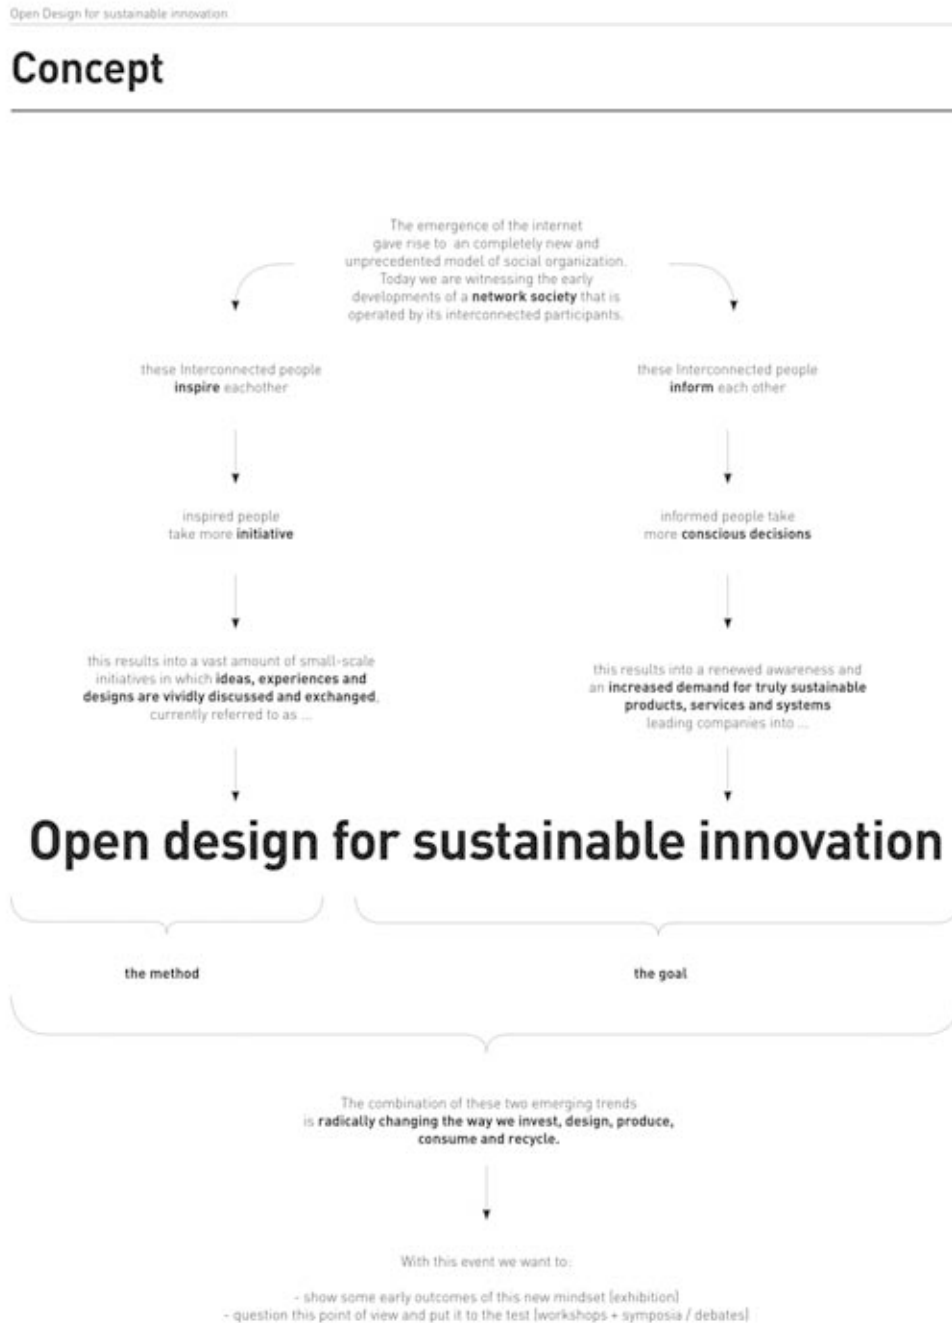 Open Design for sustainable innovation
Concept
The emergence of the internet
gave rise to an completely new and
unprecedented model of social organization.
Today we are witnessing the early
developments of a network society that is
operated by its interconnected participants.
these Interconnected people
inspire eachother
inspired people
take more initiative
this results into a vast amount of small-scale
initiatives in which ideas, experiences and
designs are vividly discussed and exchanged,
currently referred to as ...
these Interconnected people
inform each other
informed people take
more conscious decisions
this results into a renewed awareness and
an increased demand for truly sustainable
products, services and systems
leading companies into ...
Open design for sustainable innovation
the method
the goal
The combination of these two emerging trends
is radically changing the way we invest, design, produce,
consume and recycle.
With this event we want to:
- show some early outcomes of this new mindset (exhibition)
- question this point of view and put it to the test (workshops + symposia / debates)